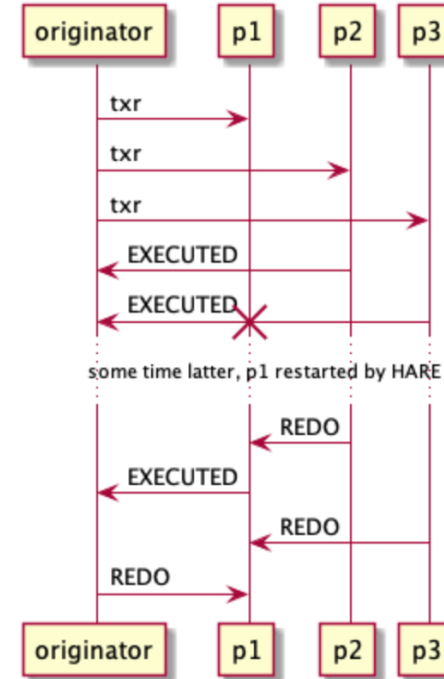 originator p1 p2 p3
txr
txr
txr
EXECUTED
EXECUTED
some time latter, p1 restarted by HARE
REDO
EXECUTED
REDO
REDO
originator p1 p2 p3